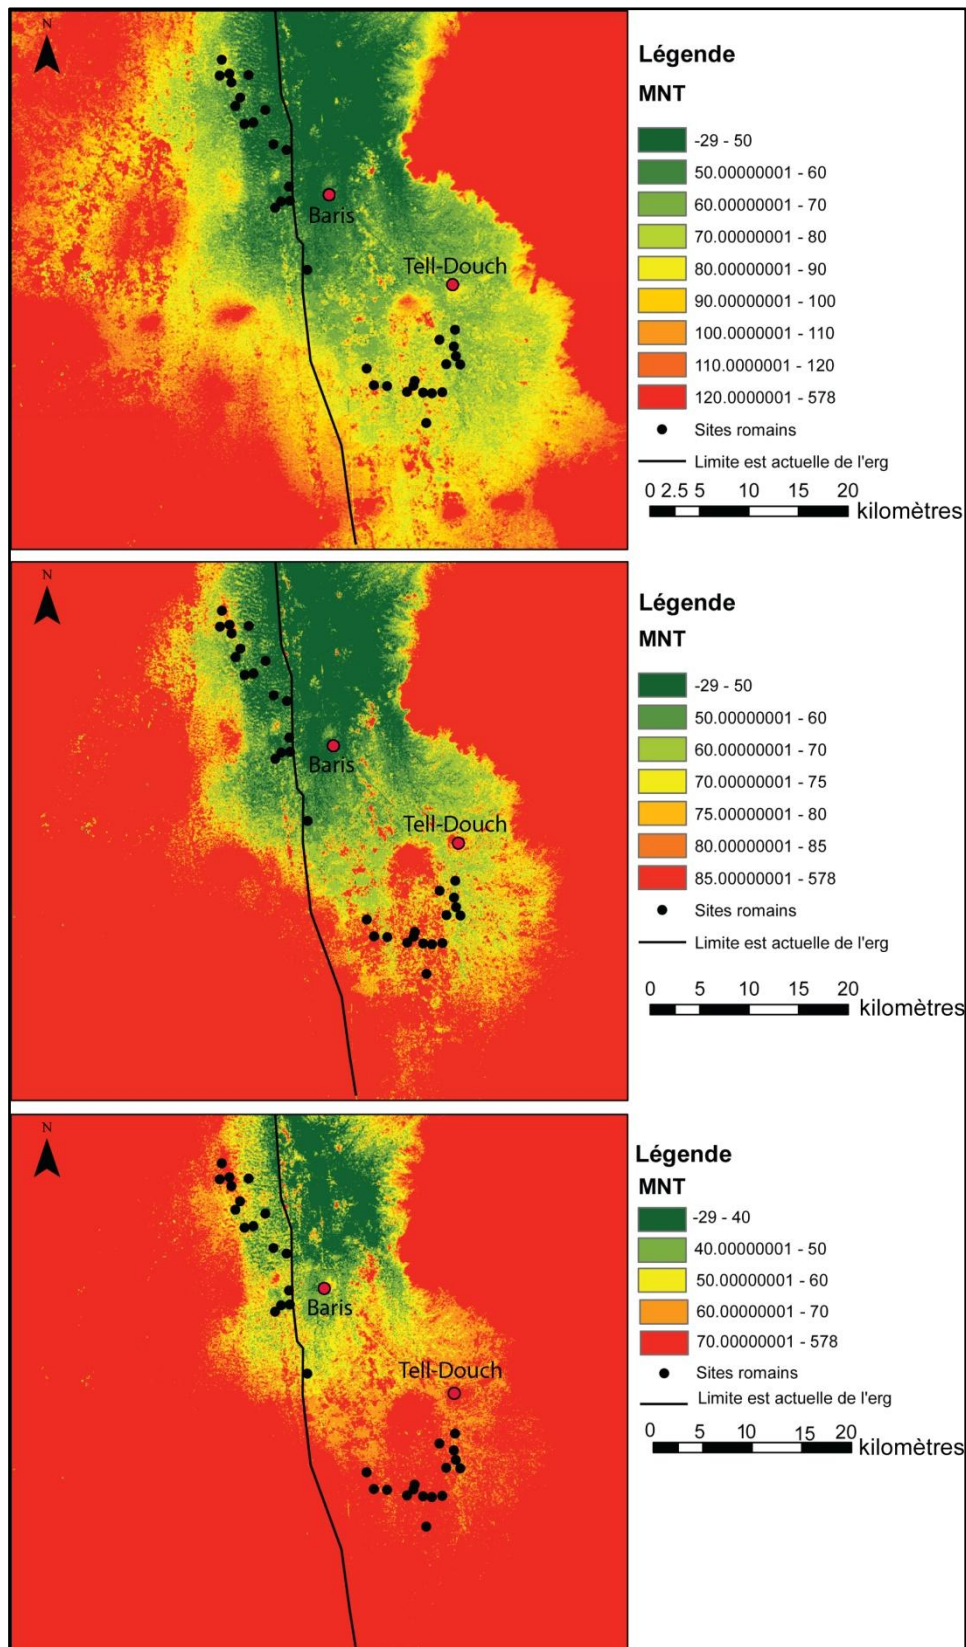 N
Baris
Tell-Douch
Légende
MNT
-29 - 50
50.00000001 - 60
60.00000001 - 70
70.00000001 - 80
80.00000001 - 90
90.00000001 - 100
100.0000001 - 110
110.0000001 - 120
120.0000001 - 578
Sites romains
Limite est actuelle de l'erg
0 2.5 5 10 15 20
kilomètres
N
Baris
Tell-Douch
Légende
MNT
-29 - 50
50.00000001 - 60
60.00000001 - 70
70.00000001 - 75
75.00000001 - 80
80.00000001 - 85
85.00000001 - 578
Sites romains
Limite est actuelle de l'erg
0 5 10 15 20
kilomètres
N
Baris
Tell-Douch
Légende
MNT
-29 - 40
40.00000001 - 50
50.00000001 - 60
60.00000001 - 70
70.00000001 - 578
Sites romains
Limite est actuelle de l'erg
0 5 10 15 20
kilomètres